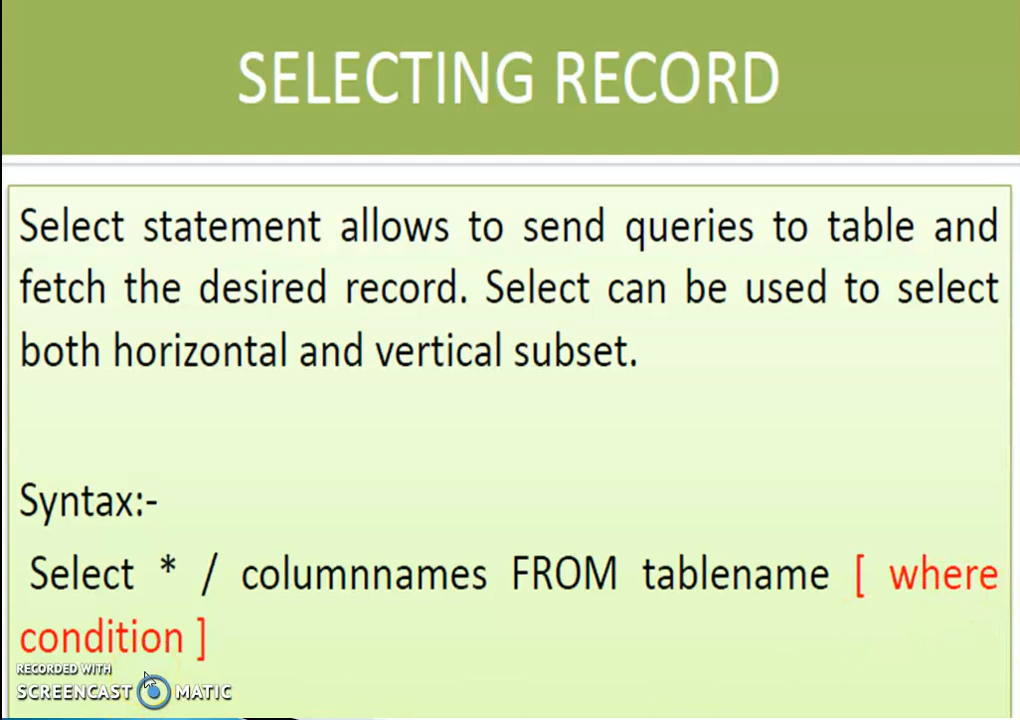 SELECTING RECORD
Select statement allows to send queries to table and
fetch the desired record. Select can be used to select
both horizontal and vertical subset.
Syntax:-
Select * / columnnames FROM tablename [ where
condition ]
RECORDED WITH
SCREENCAST MATIC